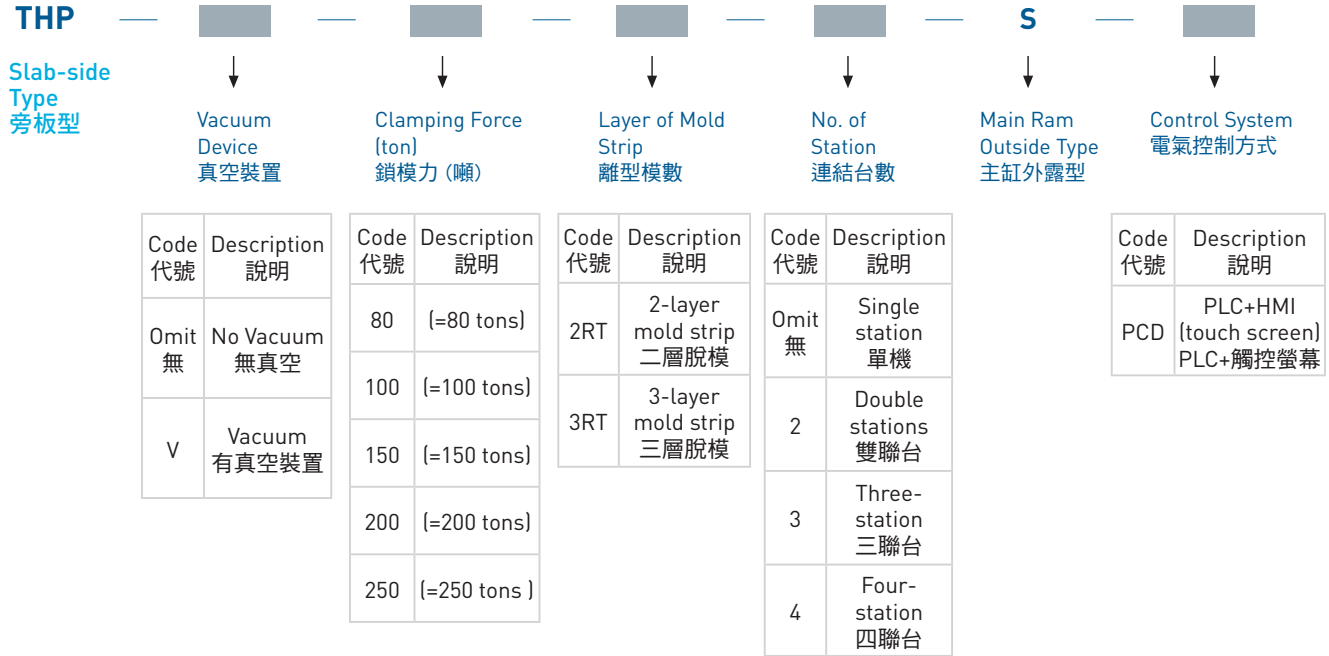 THP — — — — — S —
Slab-side
Type
旁板型
Vacuum
Device
真空裝置
Clamping Force
(ton)
鎖模力 (噸)
Layer of Mold
Strip
離型模數
No. of
Station
連結台數
Main Ram
Outside Type
主缸外露型
Control System
電氣控制方式
Code Description
代號 說明
Omit No Vacuum
無 無真空
V Vacuum
有真空裝置
Code Description
代號 說明
80 (=80 tons)
100 (=100 tons)
150 (=150 tons)
200 (=200 tons)
250 (=250 tons )
Code Description
代號 說明
2RT 2-layer
mold strip
二層脫模
3RT 3-layer
mold strip
三層脫模
Code Description
代號 說明
Omit Single
無 station
單機
2 Double
stations
雙聯台
3 Three-
station
三聯台
4 Four-
station
四聯台
Code Description
代號 說明
PCD PLC+HMI
(touch screen)
PLC+觸控螢幕